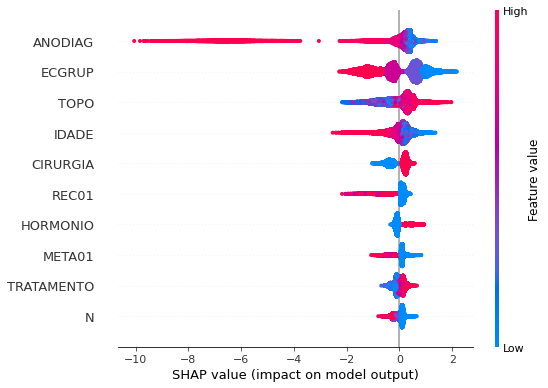 High
ANODIAG
ECGRUP
TOPO
IDADE
CIRURGIA
REC01
HORMONIO
META01
TRATAMENTO
N
Feature value
Low
−10 −8 −6 −4 −2 0 2
SHAP value (impact on model output)